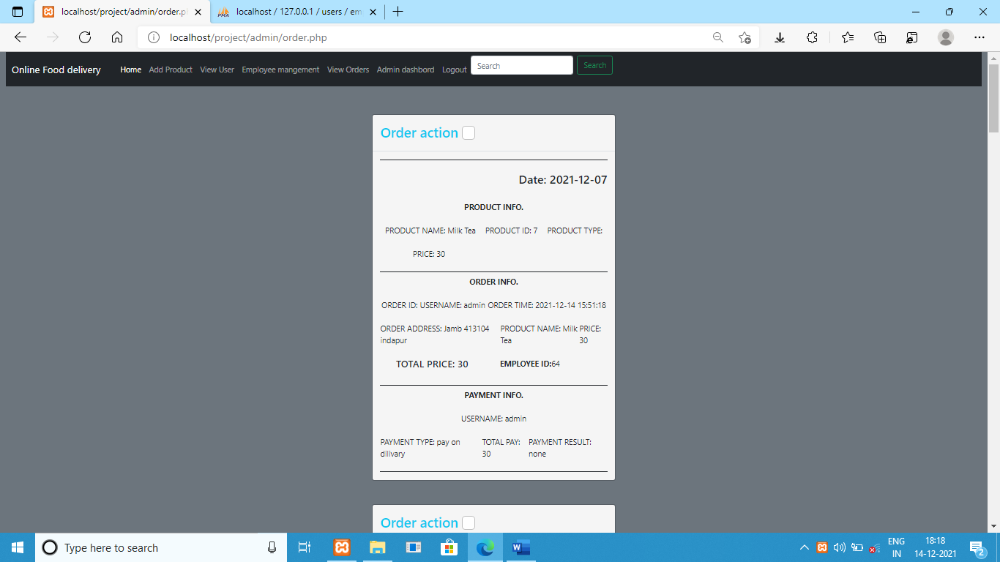 localhost/project/admin/order.p
localhost / 127.0.0.1 / users / em
localhost/project/admin/order.php
Online Food delivery Home Add Product View User Employee mangement View Orders Admin dashbord Logout Search Search
Order action
Date: 2021-12-07
PRODUCT INFO.
PRODUCT NAME: Milk Tea PRODUCT ID: 7 PRODUCT TYPE:
PRICE: 30
ORDER INFO.
ORDER ID: USERNAME: admin ORDER TIME: 2021-12-14 15:51:18
ORDER ADDRESS: Jamb 413104 PRODUCT NAME: Milk PRICE:
indapur Tea 30
TOTAL PRICE: 30 EMPLOYEE ID:64
PAYMENT INFO.
USERNAME: admin
PAYMENT TYPE: pay on TOTAL PAY: PAYMENT RESULT:
dilivary 30 none
Order action
Type here to search
ENG 18:18
IN 14-12-2021 2